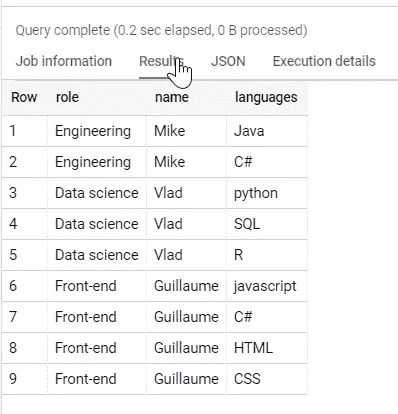 Query complete (0.2 sec elapsed, 0 B processed)
Job information Results JSON Execution details
Row role name languages
1 Engineering Mike Java
2 Engineering Mike C#
3 Data science Vlad python
4 Data science Vlad SQL
5 Data science Vlad R
6 Front-end Guillaume javascript
7 Front-end Guillaume C#
8 Front-end Guillaume HTML
9 Front-end Guillaume CSS